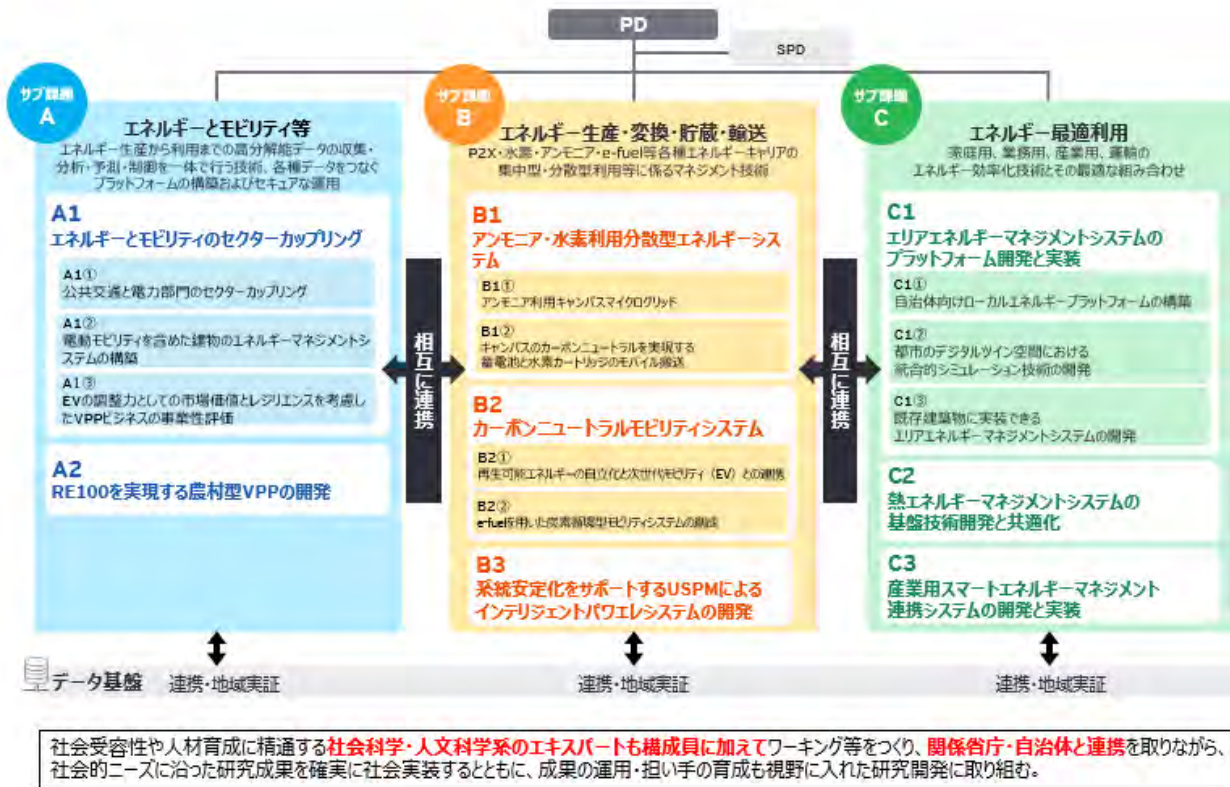 PD
SPD
サブ課題
A
エネルギーとモビリティ等
エネルギー生産から利用までの高分解能データの収集・
分析・予測・制御を一体で行う技術、各種データをつなぐ
プラットフォームの構築およびセキュアな運用
A1
エネルギーとモビリティのセクターカップリング
A1①
公共交通と電力部門のセクターカップリング
A1②
電動モビリティを含めた建物のエネルギーマネジメントシ
ステムの構築
A1③
EVの調整力としての市場価値とレジリエンスを考慮し
たVPPビジネスの事業性評価
A2
RE100を実現する農村型VPPの開発
相互に連携
サブ課題
B
エネルギー生産・変換・貯蔵・輸送
P2X・水素・アンモニア・e-fuel等各種エネルギーキャリアの
集中型・分散型利用等に係るマネジメント技術
B1
アンモニア・水素利用分散型エネルギーシス
テム
B1①
アンモニア利用キャンパスマイクログリッド
B1②
キャンパスのカーボンニュートラルを実現する
蓄電池と水素カートリッジのモバイル搬送
B2
カーボンニュートラルモビリティシステム
B2①
再生可能エネルギーの自立化と次世代モビリティ（EV）との連携
B2②
e-fuelを用いた炭素循環型モビリティシステムの創成
B3
系統安定化をサポートするUSPMによる
インテリジェントパワエレシステムの開発
相互に連携
サブ課題
C
エネルギー最適利用
家庭用、業務用、産業用、運輸の
エネルギー効率化技術とその最適な組み合わせ
C1
エリアエネルギーマネジメントシステムの
プラットフォーム開発と実装
C1①
自治体向けローカルエネルギープラットフォームの構築
C1②
都市のデジタルツイン空間における
統合的シミュレーション技術の開発
C1③
既存建築物に実装できる
エリアエネルギーマネジメントシステムの開発
C2
熱エネルギーマネジメントシステムの
基盤技術開発と共通化
C3
産業用スマートエネルギーマネジメント
連携システムの開発と実装
データ基盤 連携・地域実証 連携・地域実証 連携・地域実証
社会受容性や人材育成に精通する社会科学・人文科学系のエキスパートも構成員に加えてワーキング等をつくり、関係省庁・自治体と連携を取りながら、
社会的ニーズに沿った研究成果を確実に社会実装するとともに、成果の運用・担い手の育成も視野に入れた研究開発に取り組む。